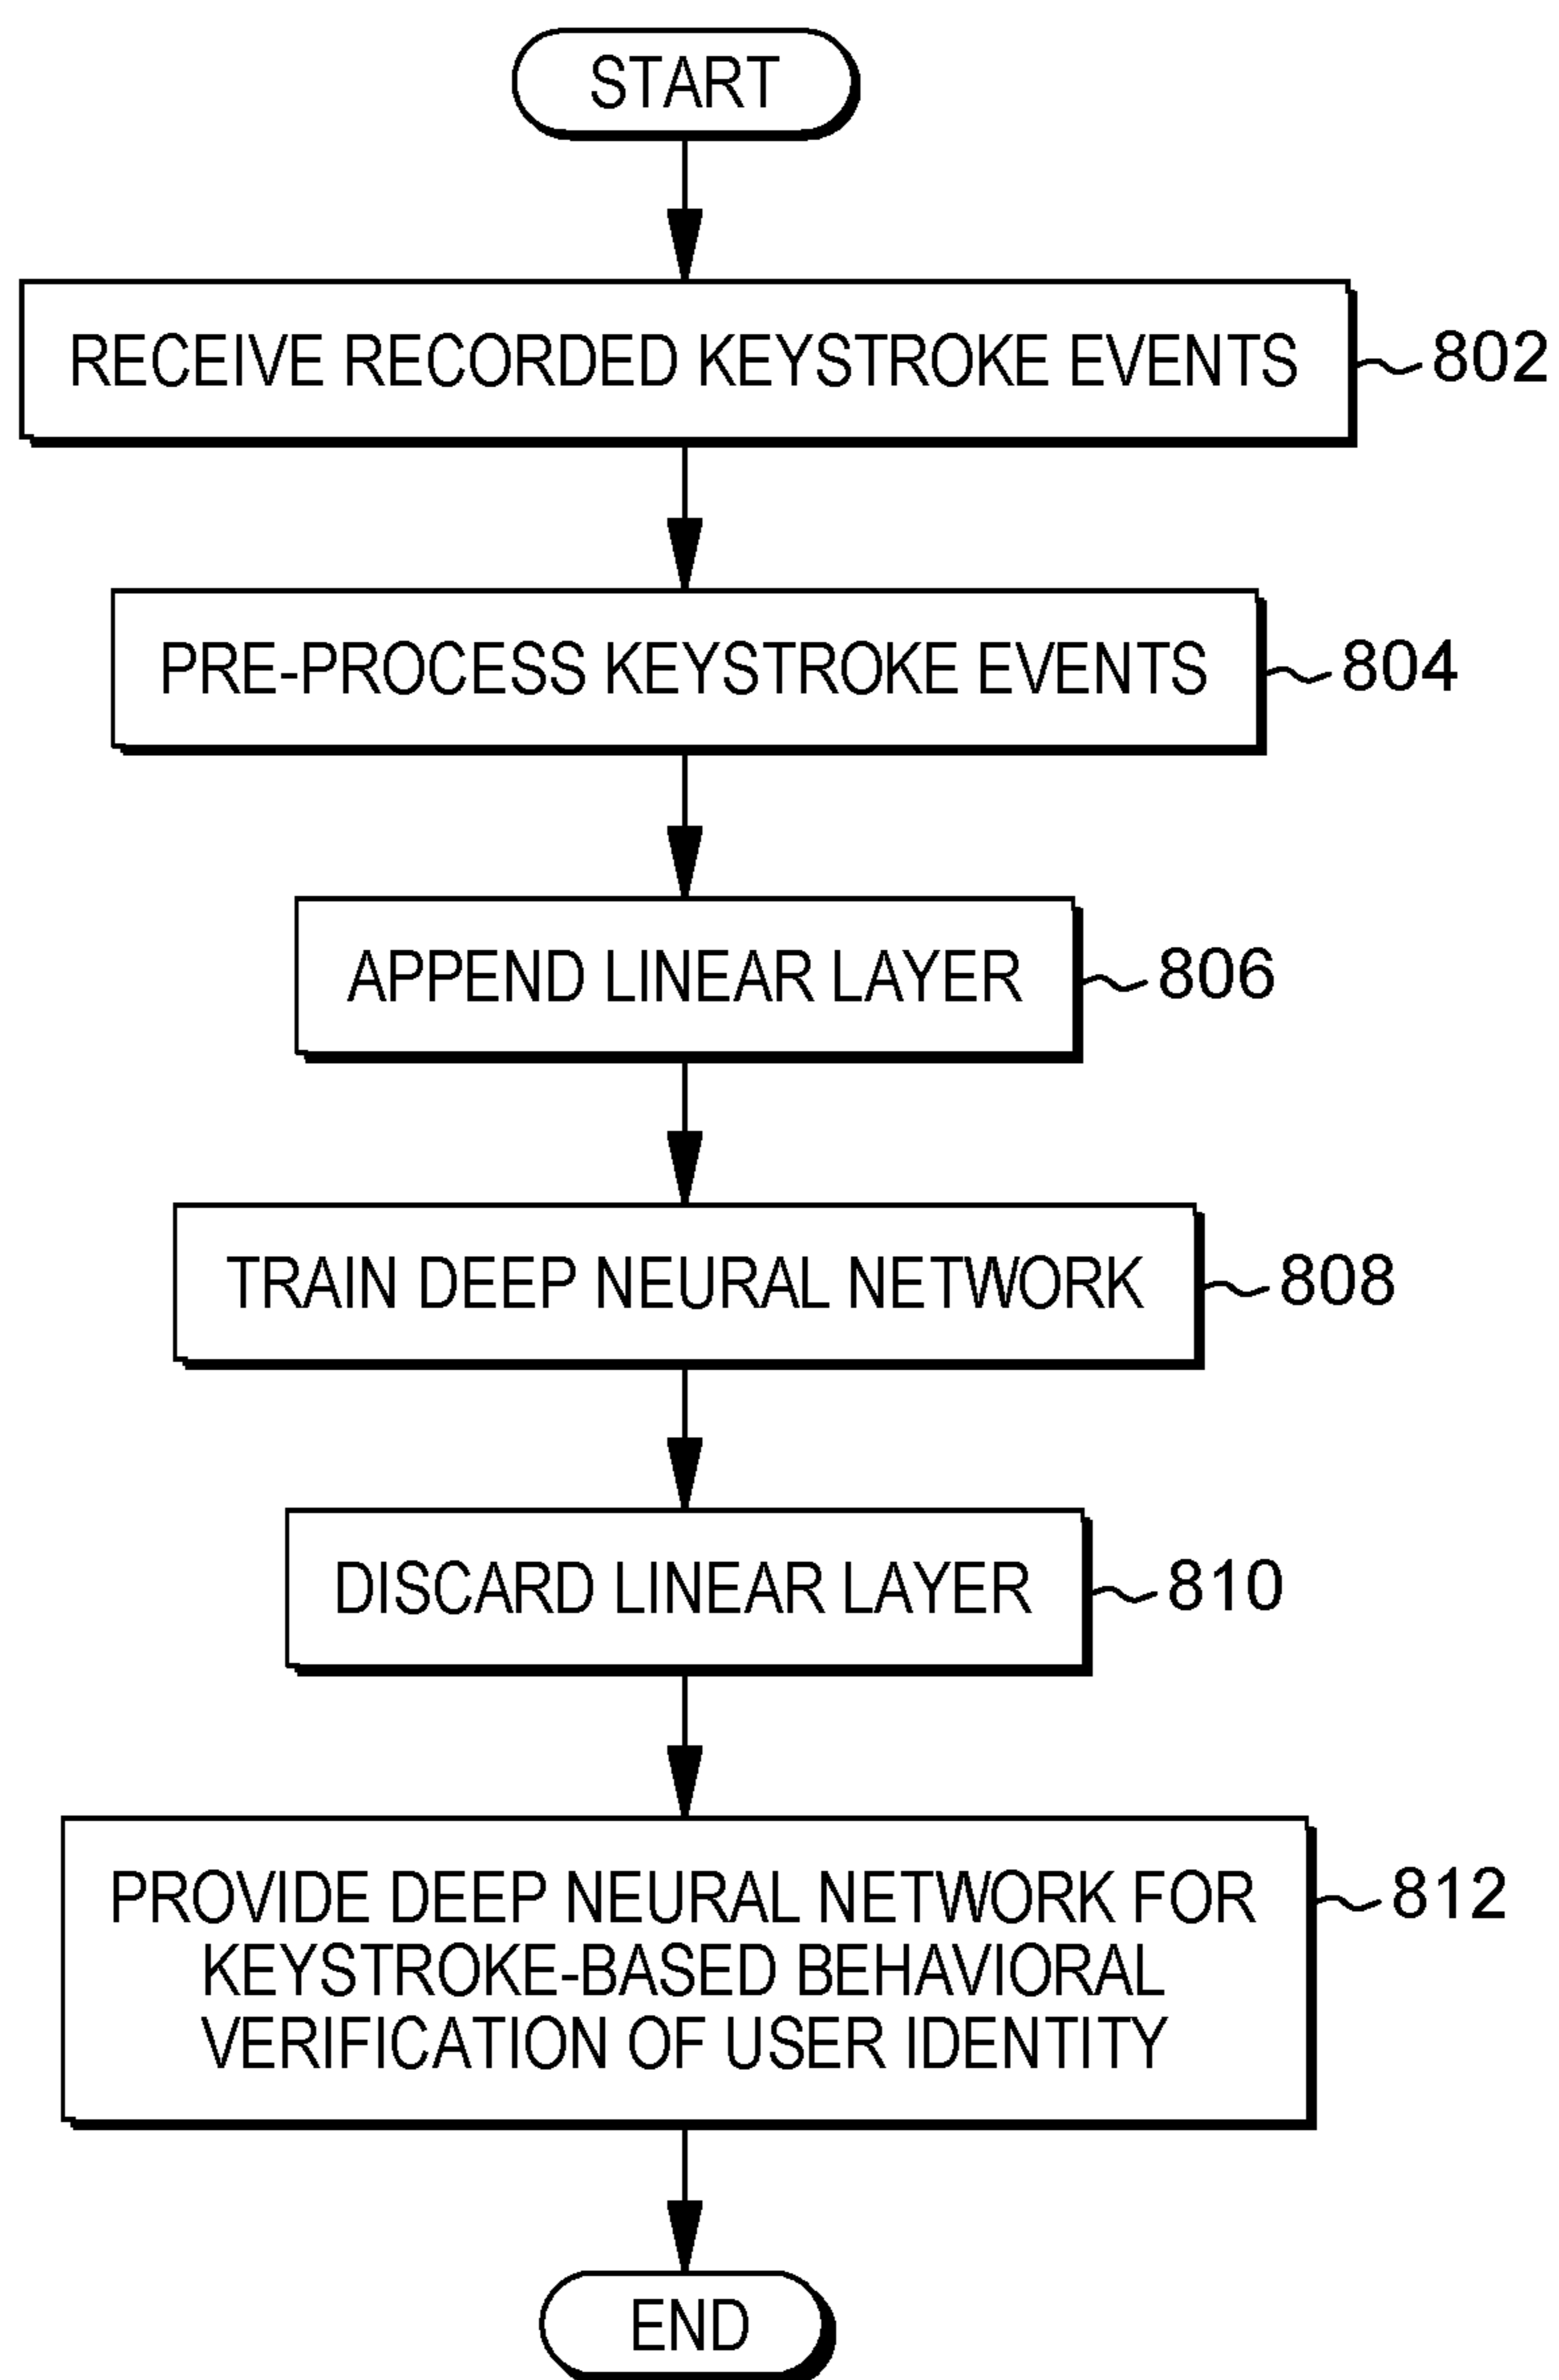 START
RECEIVE RECORDED KEYSTROKE EVENTS
802
PRE-PROCESS KEYSTROKE EVENTS
804
APPEND LINEAR LAYER
806
TRAIN DEEP NEURAL NETWORK
808
DISCARD LINEAR LAYER
810
PROVIDE DEEP NEURAL NETWORK FOR
KEYSTROKE-BASED BEHAVIORAL
VERIFICATION OF USER IDENTITY
812
END